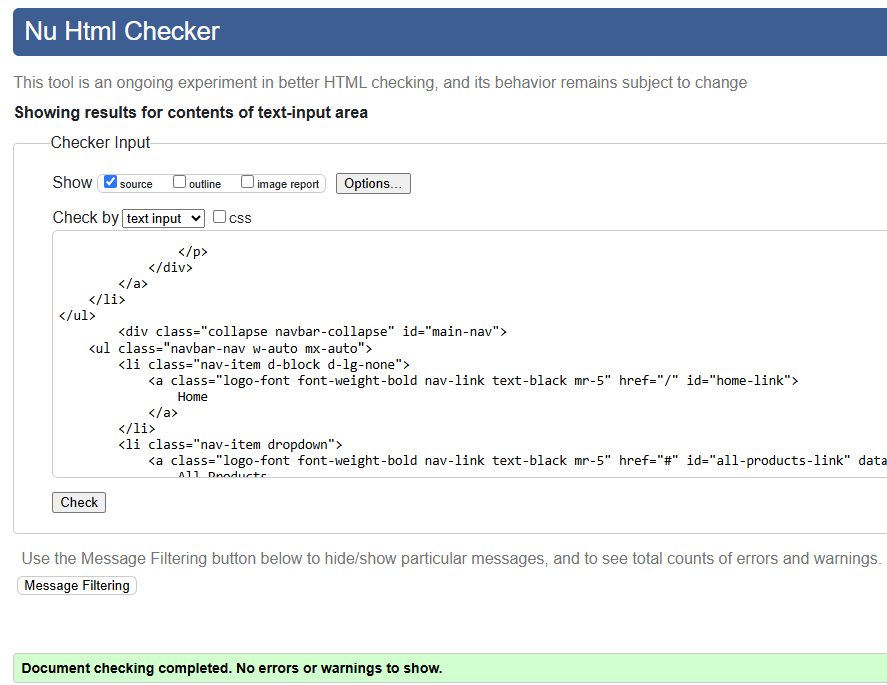 Nu Html Checker
This tool is an ongoing experiment in better HTML checking, and its behavior remains subject to change
Showing results for contents of text-input area
Checker Input
Show source outline image report Options...
Check by text input css
</p>
</div>
</a>
</li>
</ul>
<div class="collapse navbar-collapse" id="main-nav">
<ul class="navbar-nav w-auto mx-auto">
<li class="nav-item d-block d-lg-none">
<a class="logo-font font-weight-bold nav-link text-black mr-5" href="/" id="home-link">
Home
</a>
</li>
<li class="nav-item dropdown">
<a class="logo-font font-weight-bold nav-link text-black mr-5" href="#" id="all-products-link" data
All Products
Check
Use the Message Filtering button below to hide/show particular messages, and to see total counts of errors and warnings.
Message Filtering
Document checking completed. No errors or warnings to show.